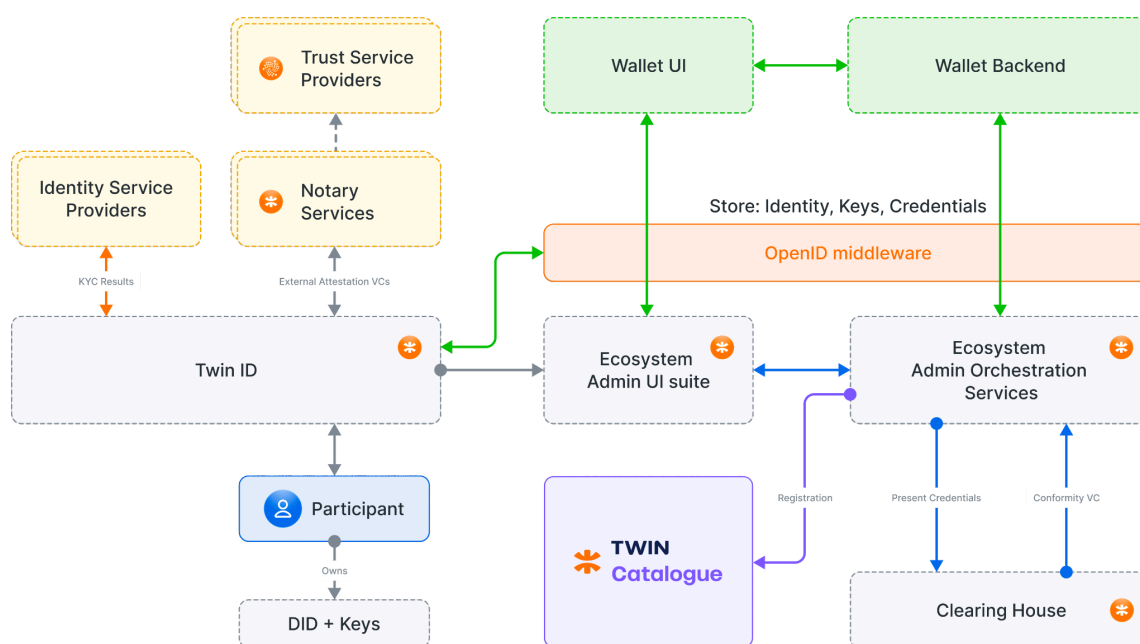 Trust Service
Providers
Wallet UI
Wallet Backend
Identity Service
Providers
Notary
Services
Store: Identity, Keys, Credentials
OpenID middleware
KYC Results
External Attestation VCs
Twin ID
Ecosystem
Admin UI suite
Ecosystem
Admin Orchestration
Services
Participant
Registration
Present Credentials
Conformity VC
TWIN
Catalogue
Owns
DID + Keys
Clearing House